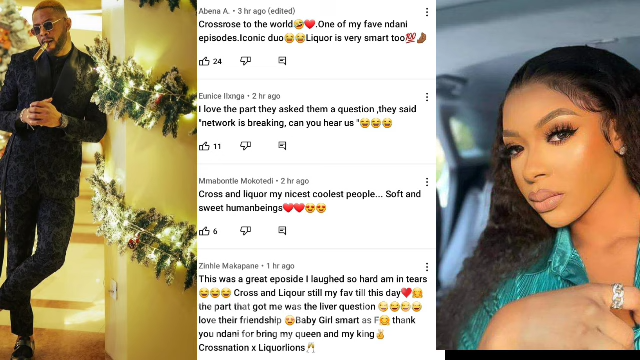 Abena A. • 3 hr ago (edited)
Crossrose to the world🤣❤️.One of my fave ndani
episodes.Iconic duo😂😂Liquor is very smart too💯🤞🏾
24
Eunice Ilxnga • 2 hr ago
I love the part they asked them a question ,they said
"network is breaking, can you hear us "😂😂😂
11
Mmabontle Mokotedi • 2 hr ago
Cross and liquor my nicest coolest people... Soft and
sweet humanbeings❤️❤️😍😍
6
Zinhle Makapane • 1 hr ago
This was a great eposide I laughed so hard am in tears
😂😂😂 Cross and Liqour still my fav till this day❤️🥰
the part that got me was the liver question 😂😂😂😂
love their friendship 🥰Baby Girl smart as F🥰 thank
you ndani for bring my queen and my king✌️
Crossnation x Liquorlions🥂